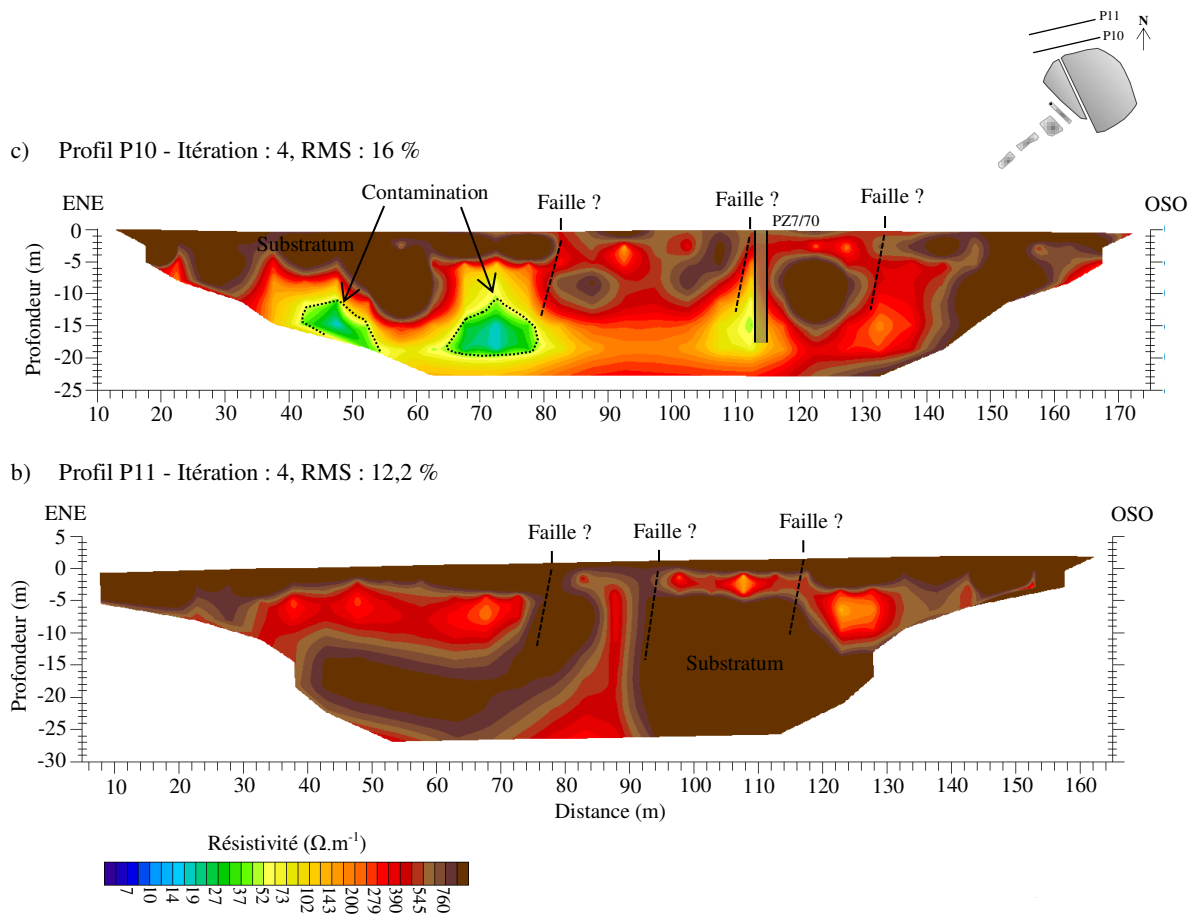 P11
N
P10
c) Profil P10 - Itération : 4, RMS : 16 %
Contamination
ENE
Faille ?
Faille ?
Faille ?
OSO
PZ7/70
Substratum
Profondeur (m)
0
-5
-10
-15
-20
-25
10 20 30 40 50 60 70 80 90 100 110 120 130 140 150 160 170
b) Profil P11 - Itération : 4, RMS : 12,2 %
ENE
Faille ?
Faille ?
Faille ?
OSO
Profondeur (m)
5
0
-5
-10
-15
-20
-25
-30
Substratum
10 20 30 40 50 60 70 80 90 100 110 120 130 140 152 160
Distance (m)
Résistivité (Ω.m⁻¹)
7 10 14 19 27 37 52 73 102 143 200 279 390 545 760